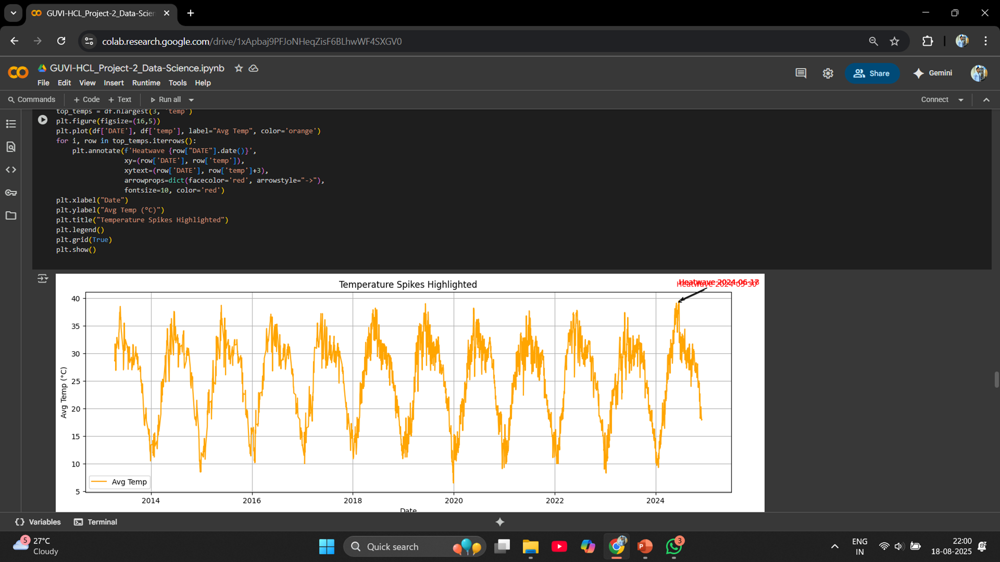 GUVI-HCL_Project-2_Data-Scien
colab.research.google.com/drive/1xApbaj9PFJoNHeqZisF6BLhwWF4SXGV0
GUVI-HCL_Project-2_Data-Science.ipynb
File Edit View Insert Runtime Tools Help
Share
Gemini
Commands + Code + Text Run all
Connect
top_temps = df.nlargest(3, 'temp')
plt.figure(figsize=(16,5))
plt.plot(df['DATE'], df['temp'], label="Avg Temp", color='orange')
for i, row in top_temps.iterrows():
    plt.annotate(f'Heatwave {row["DATE"].date()}',
                 xy=(row['DATE'], row['temp']),
                 xytext=(row['DATE'], row['temp']+3),
                 arrowprops=dict(facecolor='red', arrowstyle="->"),
                 fontsize=10, color='red')
plt.xlabel("Date")
plt.ylabel("Avg Temp (°C)")
plt.title("Temperature Spikes Highlighted")
plt.legend()
plt.grid(True)
plt.show()
Temperature Spikes Highlighted
Heatwave
40
35
30
25
20
15
10
5
Avg Temp (°C)
Avg Temp
2014 2016 2018 2020 2022 2024
Date
Variables Terminal
5
27°C
Cloudy
Quick search
3
ENG
IN
22:00
18-08-2025